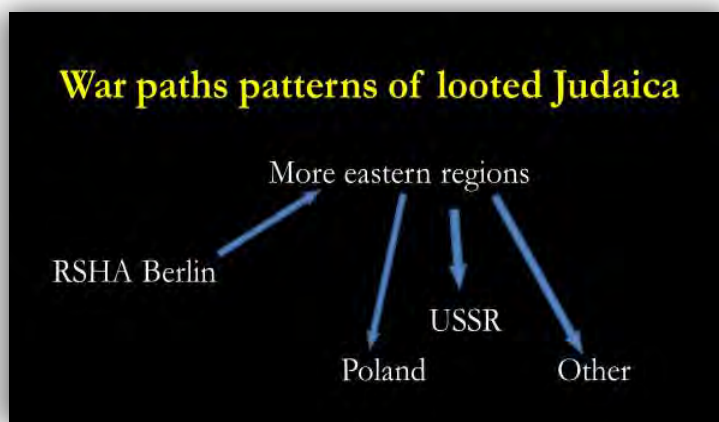 War paths patterns of looted Judaica
More eastern regions
RSHA Berlin
USSR
Poland
Other